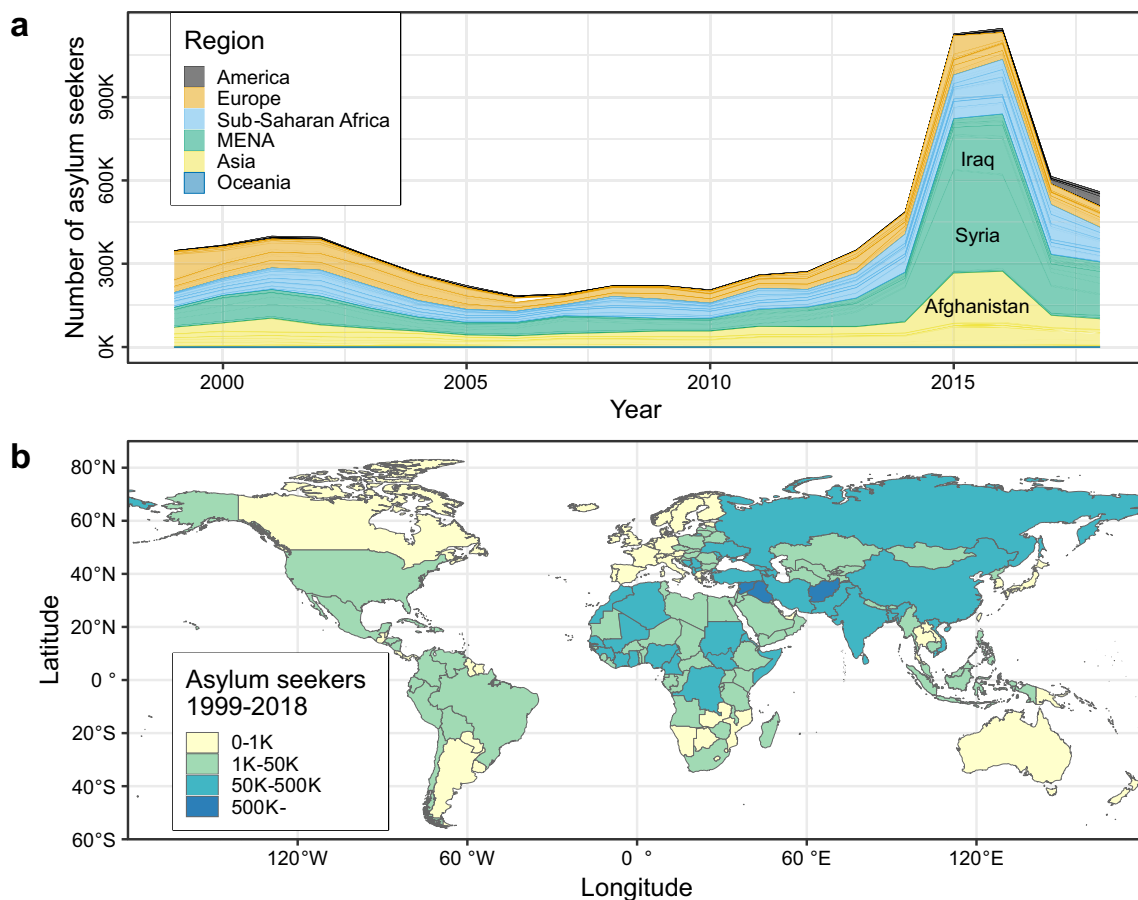 a
Number of asylum seekers
0K
300K
600K
900K
Region
America
Europe
Sub-Saharan Africa
MENA
Asia
Oceania
Iraq
Syria
Afghanistan
2000
2005
2010
2015
Year
b
Latitude
80°N
60°N
40°N
20°N
0 °
20°S
40°S
60°S
Asylum seekers
1999-2018
0-1K
1K-50K
50K-500K
500K-
120°W
60 °W
0 °
60 °E
120°E
Longitude